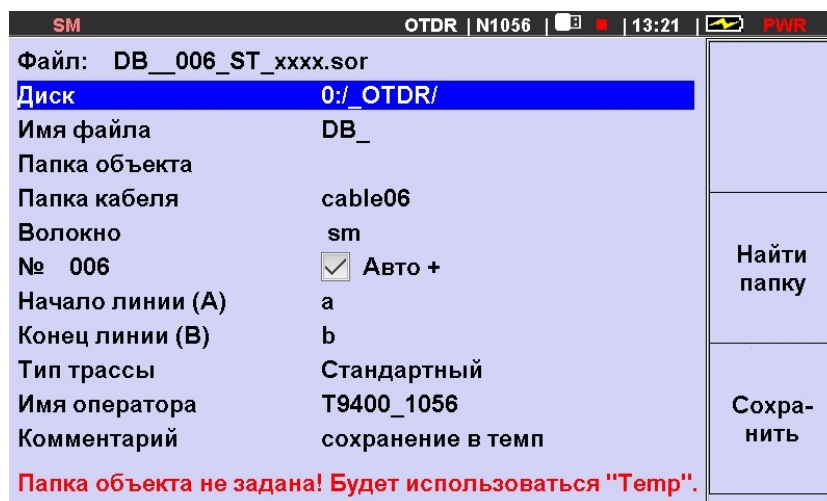 SM OTDR | N1056 | | 13:21 | PWR
Файл: DB__006_ST_xxxx.sor
Диск 0:/_OTDR/
Имя файла DB_
Папка объекта
Папка кабеля cable06
Волокно sm
№ 006 Авто +
Начало линии (А) a
Конец линии (В) b
Тип трассы Стандартный
Имя оператора T9400_1056
Комментарий сохранение в темп
Папка объекта не задана! Будет использоваться "Temp".
Найти
папку
Сохра-
нить